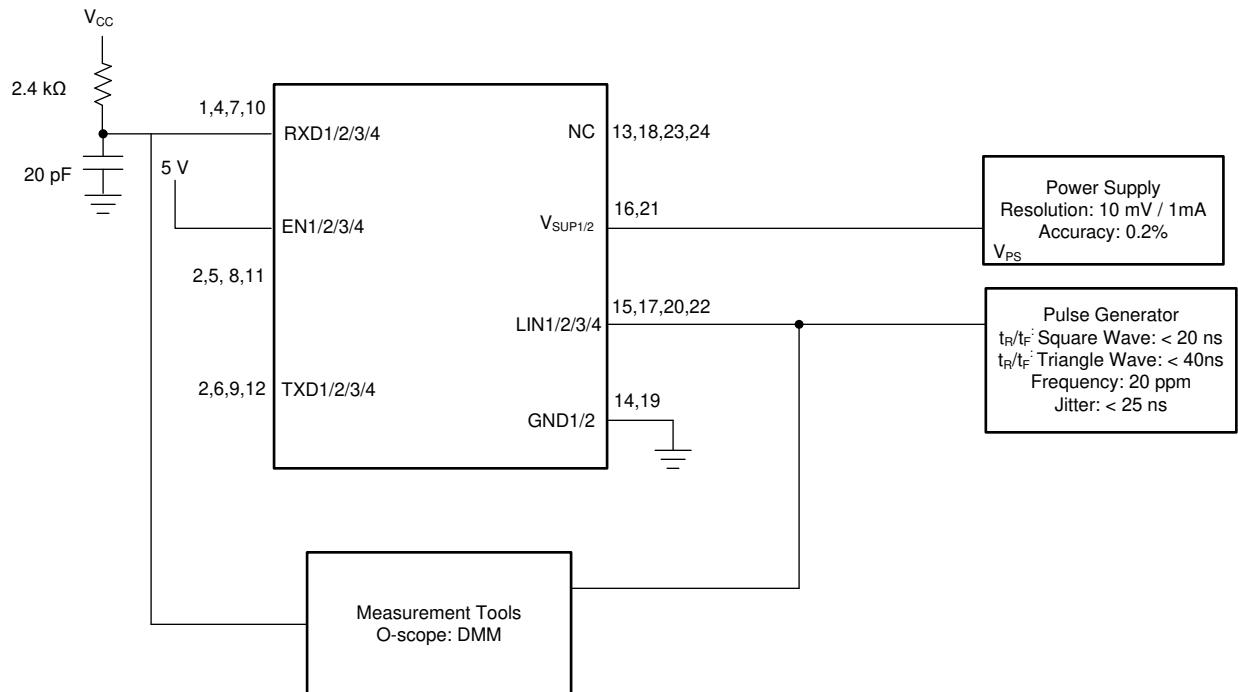 V_CC
2.4 kΩ
20 pF
1,4,7,10
RXD1/2/3/4
5 V
EN1/2/3/4
2,5, 8,11
2,6,9,12
TXD1/2/3/4
NC
13,18,23,24
V_SUP1/2
16,21
LIN1/2/3/4
15,17,20,22
GND1/2
14,19
Power Supply
Resolution: 10 mV / 1mA
Accuracy: 0.2%
V_PS
Pulse Generator
t_R/t_F: Square Wave: < 20 ns
t_R/t_F: Triangle Wave: < 40ns
Frequency: 20 ppm
Jitter: < 25 ns
Measurement Tools
O-scope: DMM